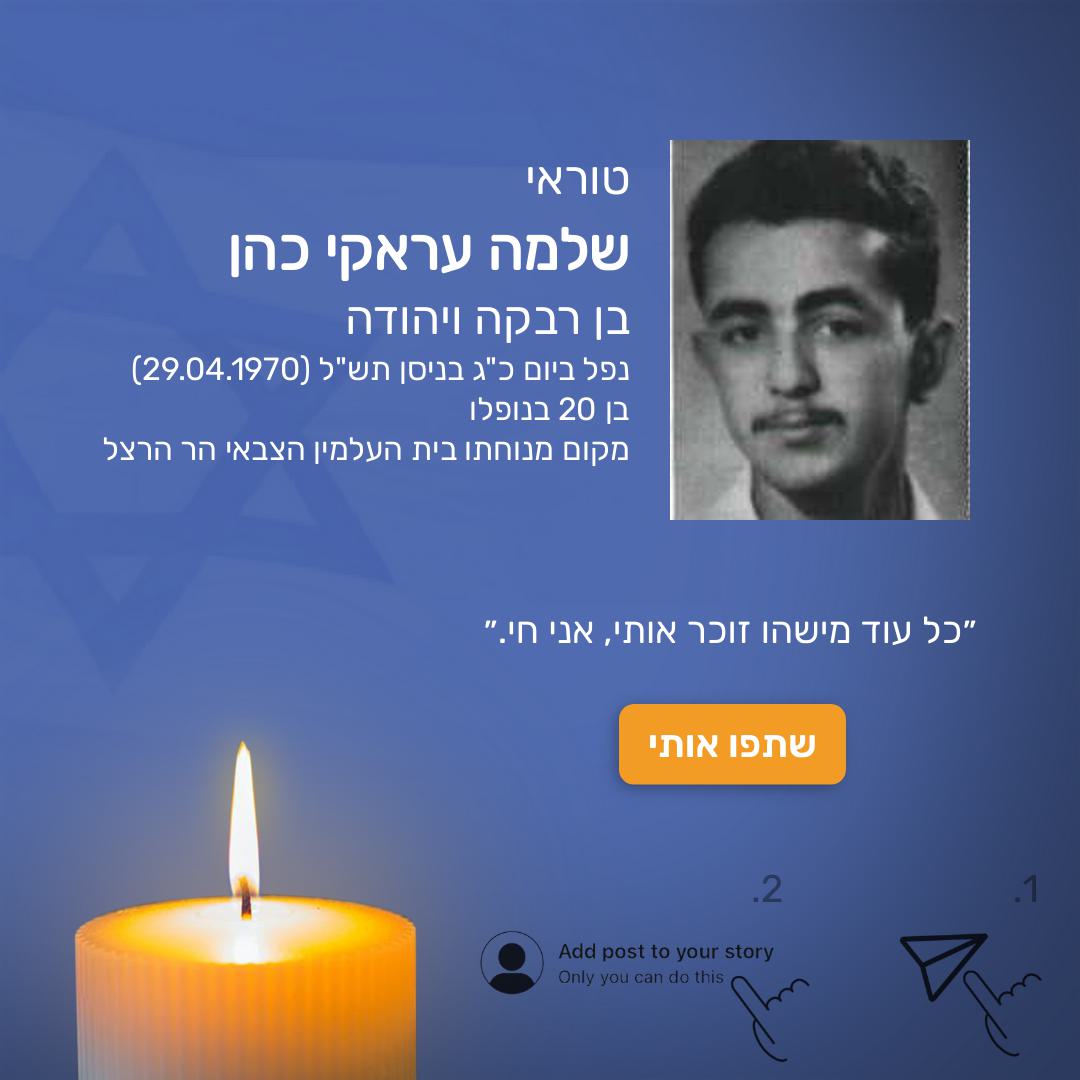 טוראי
שלמה עראקי כהן
בן רבקה ויהודה
נפל ביום כ"ג בניסן תש"ל (29.04.1970)
בן 20 בנופלו
מקום מנוחתו בית העלמין הצבאי הר הרצל
״כל עוד מישהו זוכר אותי, אני חי.״
שתפו אותי
.1
.2
Add post to your story
Only you can do this